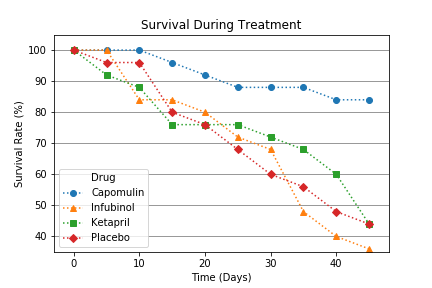 Survival During Treatment
100
90
80
70
60
50
40
Survival Rate (%)
Drug
Capomulin
Infubinol
Ketapril
Placebo
0
10
20
30
40
Time (Days)